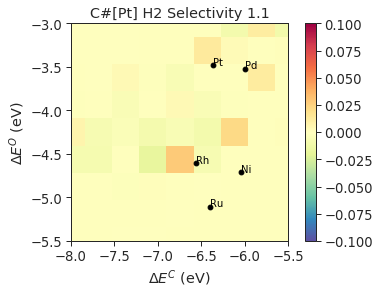 C#[Pt] H2 Selectivity 1.1
−3.0
−3.5
−4.0
−4.5
−5.0
−5.5
ΔE^O (eV)
Pt
Pd
Rh
Ni
Ru
−8.0 −7.5 −7.0 −6.5 −6.0 −5.5
ΔE^C (eV)
0.100
0.075
0.050
0.025
0.000
−0.025
−0.050
−0.075
−0.100